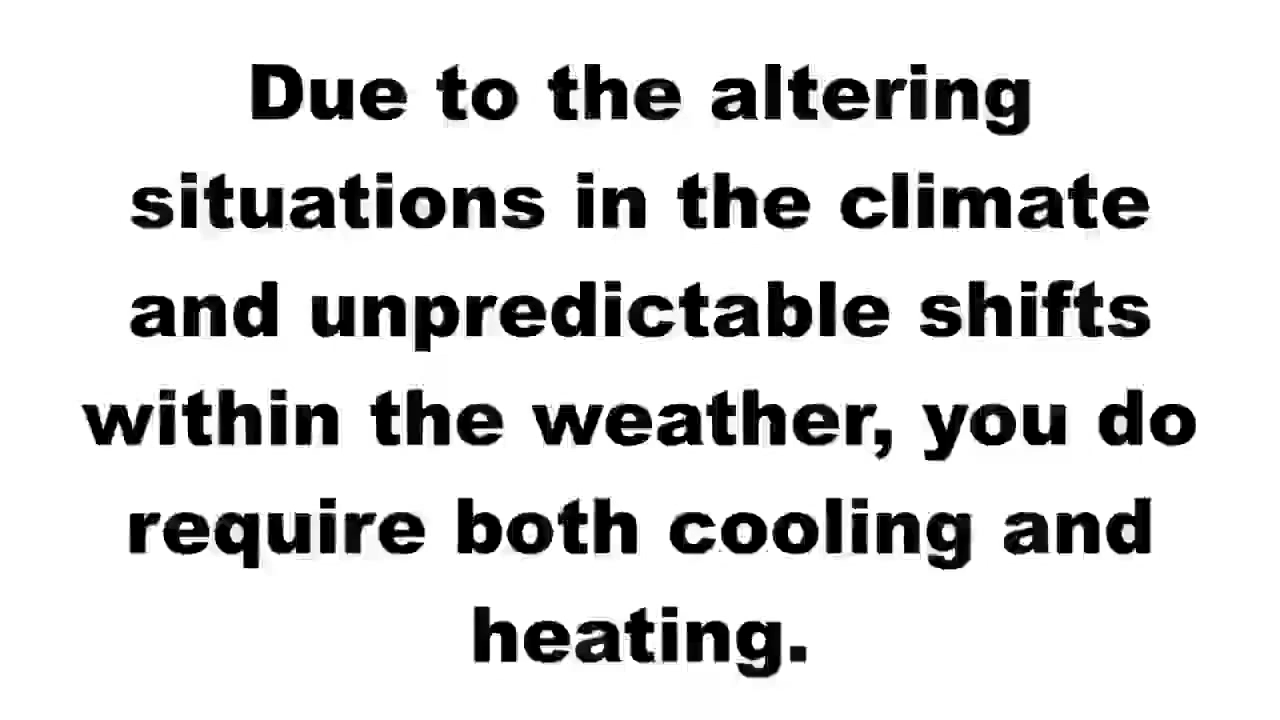 Due to the altering
situations in the climate
and unpredictable shifts
within the weather, you do
require both cooling and
heating.